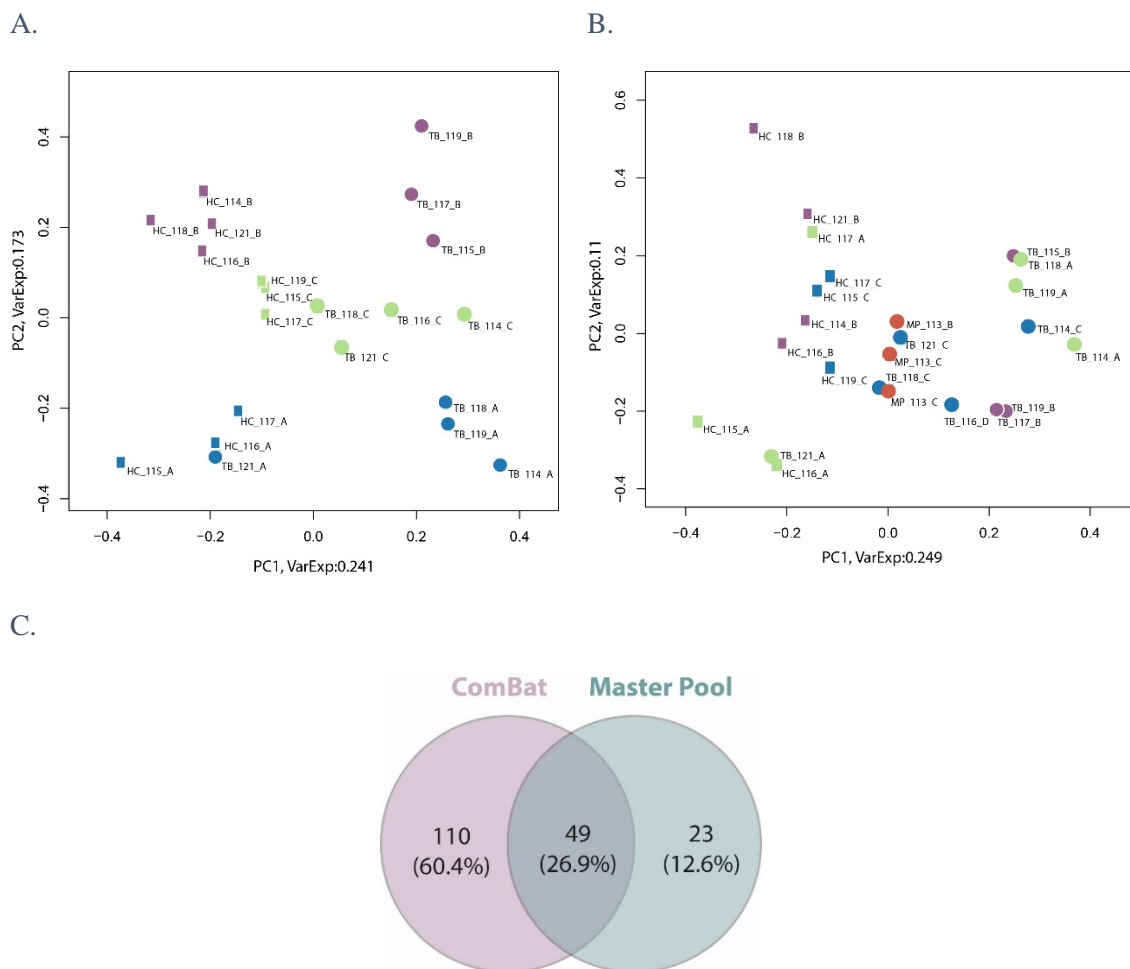 A.
B.
PC2, VarExp:0.173
0.4
0.2
0.0
−0.2
−0.4
TB_119_B
TB_117_B
TB_115_B
HC_114_B
HC_118_B
HC_121_B
HC_116_B
HC_119_C
HC_115_C
HC_117_C
TB_118_C
TB_116_C
TB_114_C
TB_121_C
HC_117_A
HC_116_A
TB_121_A
HC_115_A
TB_118_A
TB_119_A
TB_114_A
−0.4
−0.2
0.0
0.2
0.4
PC1, VarExp:0.241
PC2, VarExp:0.11
0.6
0.4
0.2
0.0
−0.2
−0.4
HC_118_B
HC_121_B
HC_117_A
HC_117_C
HC_115_C
HC_114_B
HC_116_B
HC_119_C
HC_115_A
TB_121_A
HC_116_A
MP_113_B
TB_121_C
MP_113_C
TB_118_C
MP_113_C
TB_115_B
TB_118_A
TB_119_A
TB_114_C
TB_114_A
TB_116_D
TB_119_B
TB_117_B
−0.4
−0.2
0.0
0.2
0.4
PC1, VarExp:0.249
C.
ComBat Master Pool
110 49 23
(60.4%) (26.9%) (12.6%)